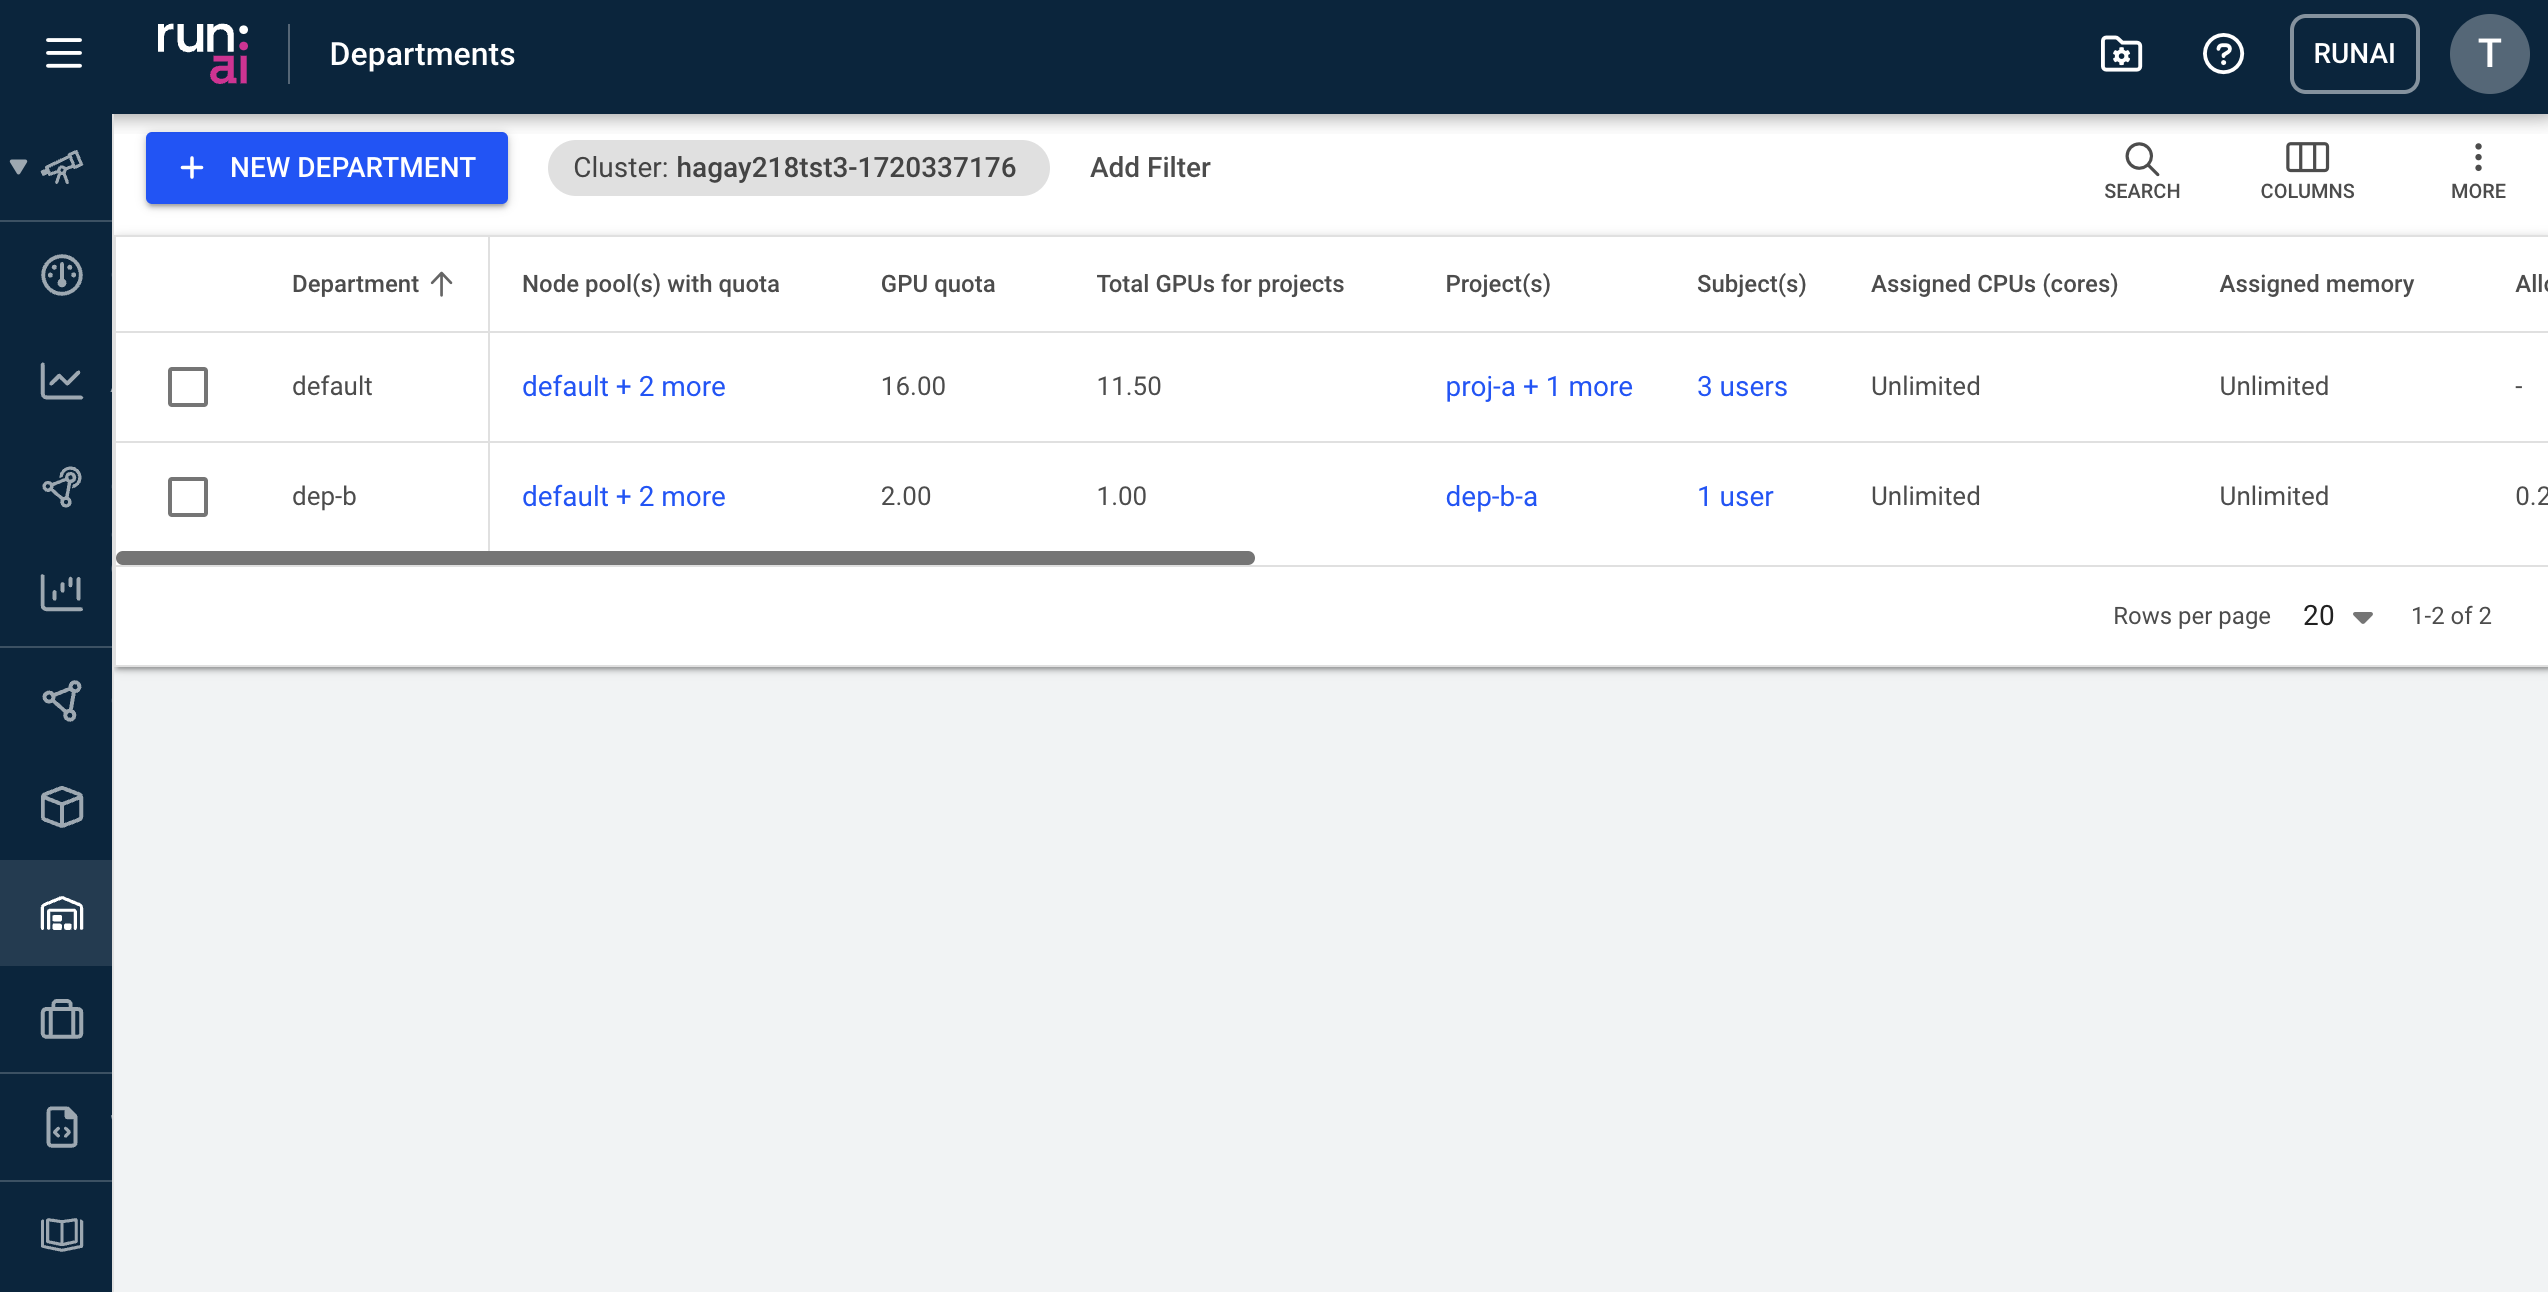 run:
ai
Departments
RUNAI
T
+ NEW DEPARTMENT
Cluster: hagay218tst3-1720337176
Add Filter
SEARCH
COLUMNS
MORE
Department Node pool(s) with quota GPU quota Total GPUs for projects Project(s) Subject(s) Assigned CPUs (cores) Assigned memory
default default + 2 more 16.00 11.50 proj-a + 1 more 3 users Unlimited Unlimited -
dep-b default + 2 more 2.00 1.00 dep-b-a 1 user Unlimited Unlimited 0.2
Rows per page 20 1-2 of 2